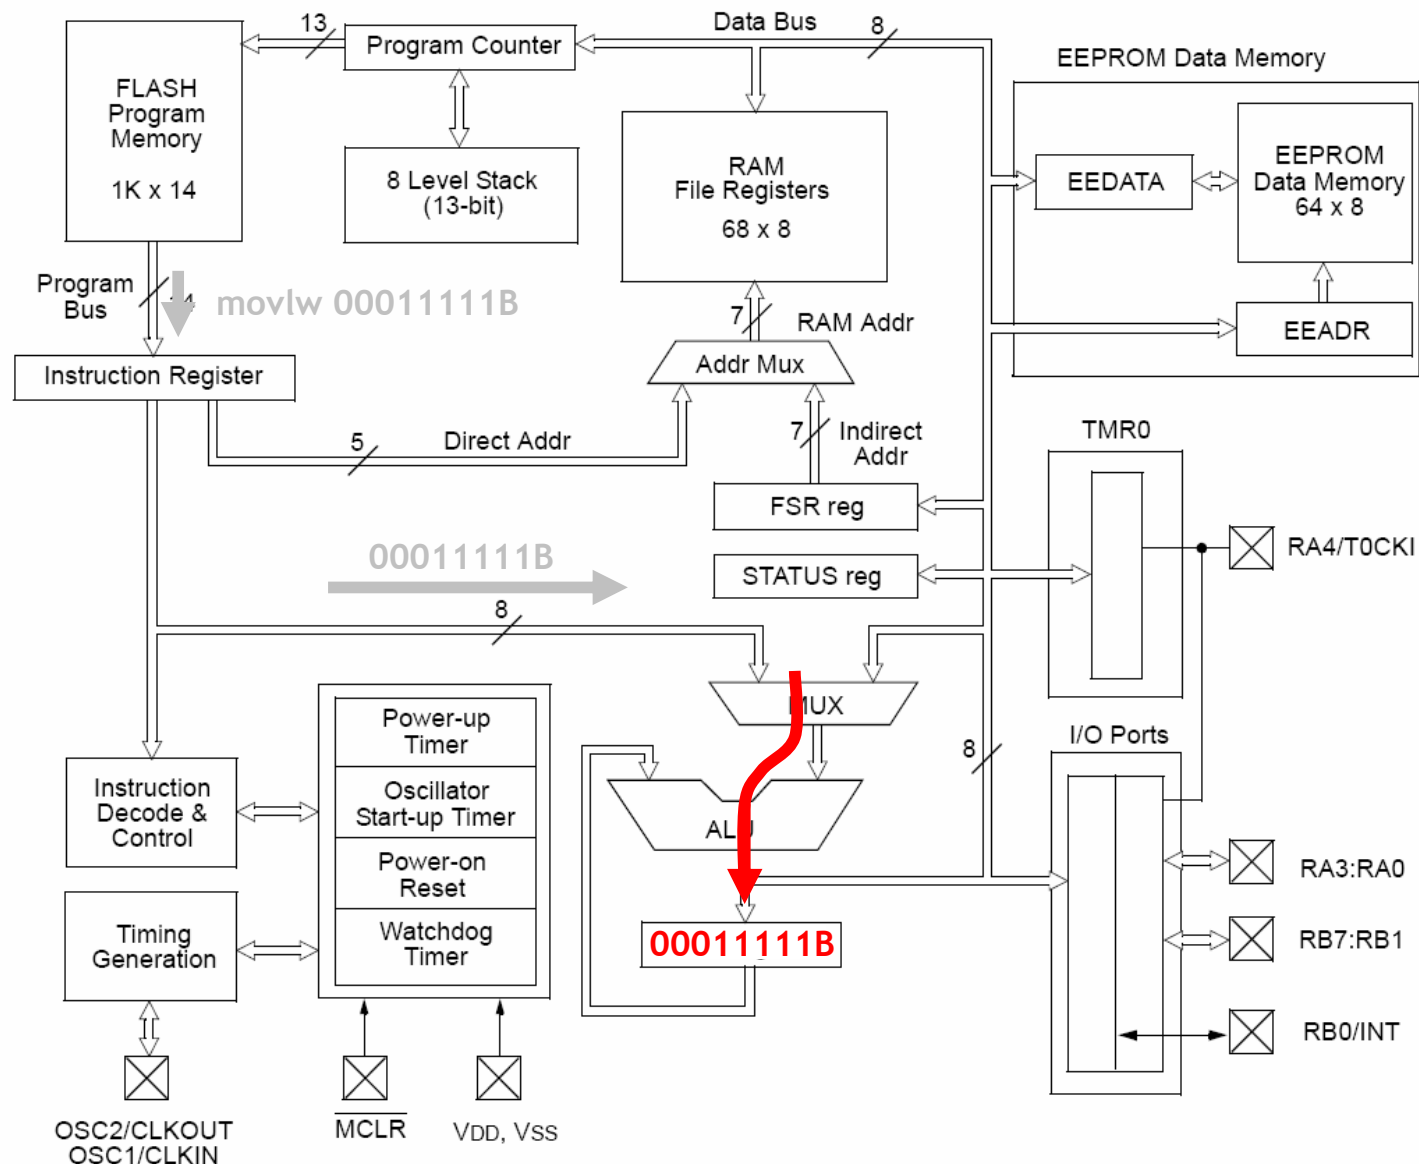 13
Data Bus
8
Program Counter
FLASH
Program
Memory
1K x 14
8 Level Stack
(13-bit)
RAM
File Registers
68 x 8
EEPROM Data Memory
EEDATA
EEPROM
Data Memory
64 x 8
EEADR
Program
Bus
movlw 00011111B
7
RAM Addr
Addr Mux
Instruction Register
5
Direct Addr
7
Indirect
Addr
FSR reg
STATUS reg
TMR0
RA4/T0CKI
00011111B
8
MUX
Power-up
Timer
Oscillator
Start-up Timer
Power-on
Reset
Watchdog
Timer
Instruction
Decode &
Control
Timing
Generation
ALU
8
I/O Ports
RA3:RA0
RB7:RB1
RB0/INT
00011111B
OSC2/CLKOUT
OSC1/CLKIN
MCLR
VDD, VSS